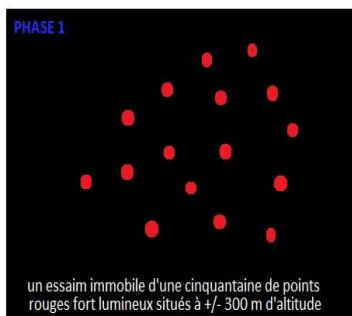 PHASE 1
un essaim immobile d'une cinquantaine de points
rouges fort lumineux situés à +/- 300 m d'altitude